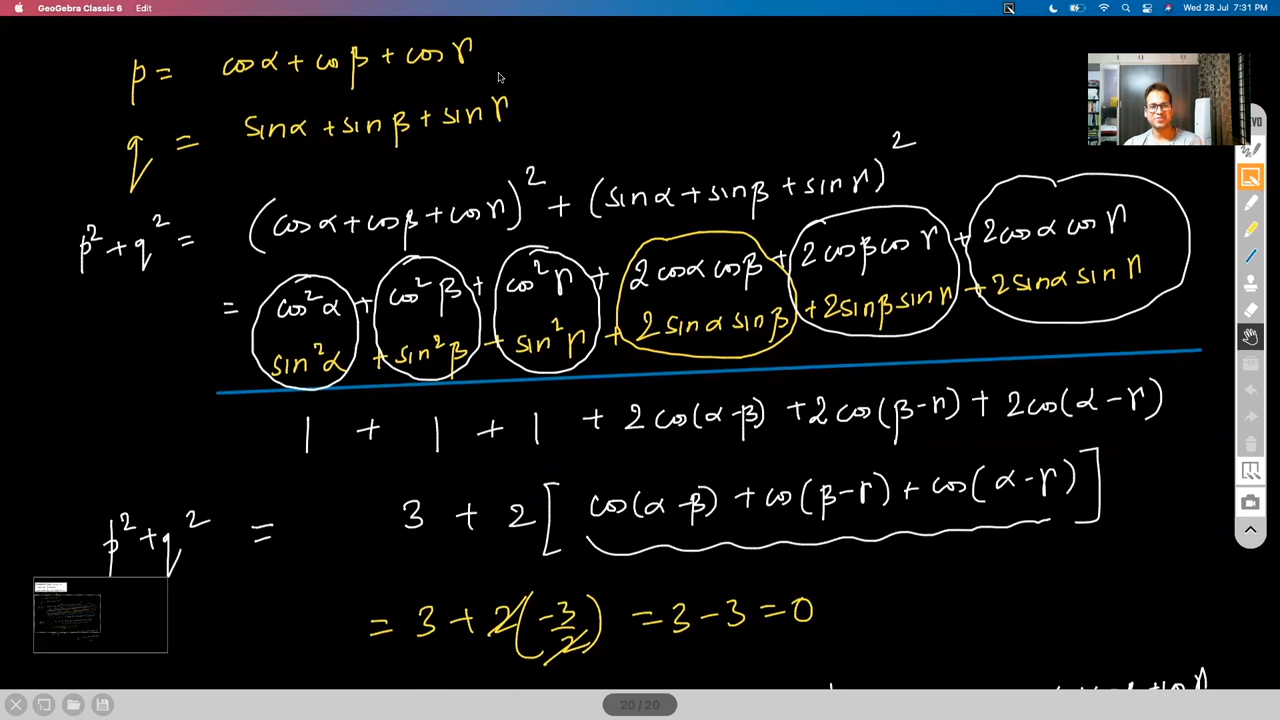 GeoGebra Classic 6 Edit Wed 28 Jul 7:31 PM
p = cosα + cosβ + cosγ
q = sinα + sinβ + sinγ
p² + q² = (cosα + cosβ + cosγ)² + (sinα + sinβ + sinγ)²
= cos²α + cos²β + cos²γ + 2cosα cosβ + 2cosβ cosγ + 2cosα cosγ
sin²α + sin²β + sin²γ + 2sinα sinβ + 2sinβ sinγ + 2sinα sinγ
1 + 1 + 1 + 2cos(α-β) + 2cos(β-γ) + 2cos(α-γ)
p² + q² = 3 + 2[cos(α-β) + cos(β-γ) + cos(α-γ)]
= 3 + 2(-3/2) = 3 - 3 = 0
20 / 20